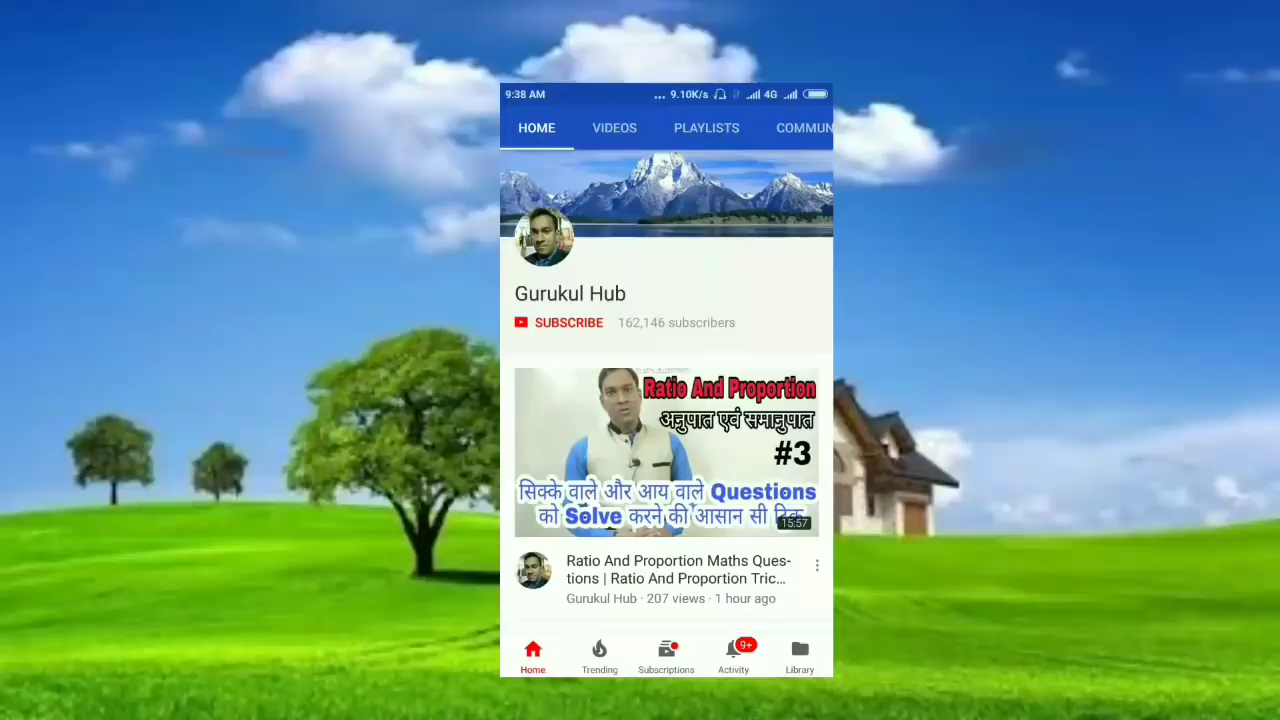 9:38 AM ... 9.10K/s 4G
HOME VIDEOS PLAYLISTS COMMUN
Gurukul Hub
SUBSCRIBE 162,146 subscribers
Ratio And Proportion
अनुपात एवं समानुपात
#3
सिक्के वाले और आय वाले Questions
को Solve करने की आसान सी ट्रिक
15:57
Ratio And Proportion Maths Ques-
tions | Ratio And Proportion Tric...
Gurukul Hub · 207 views · 1 hour ago
9+
Home Trending Subscriptions Activity Library